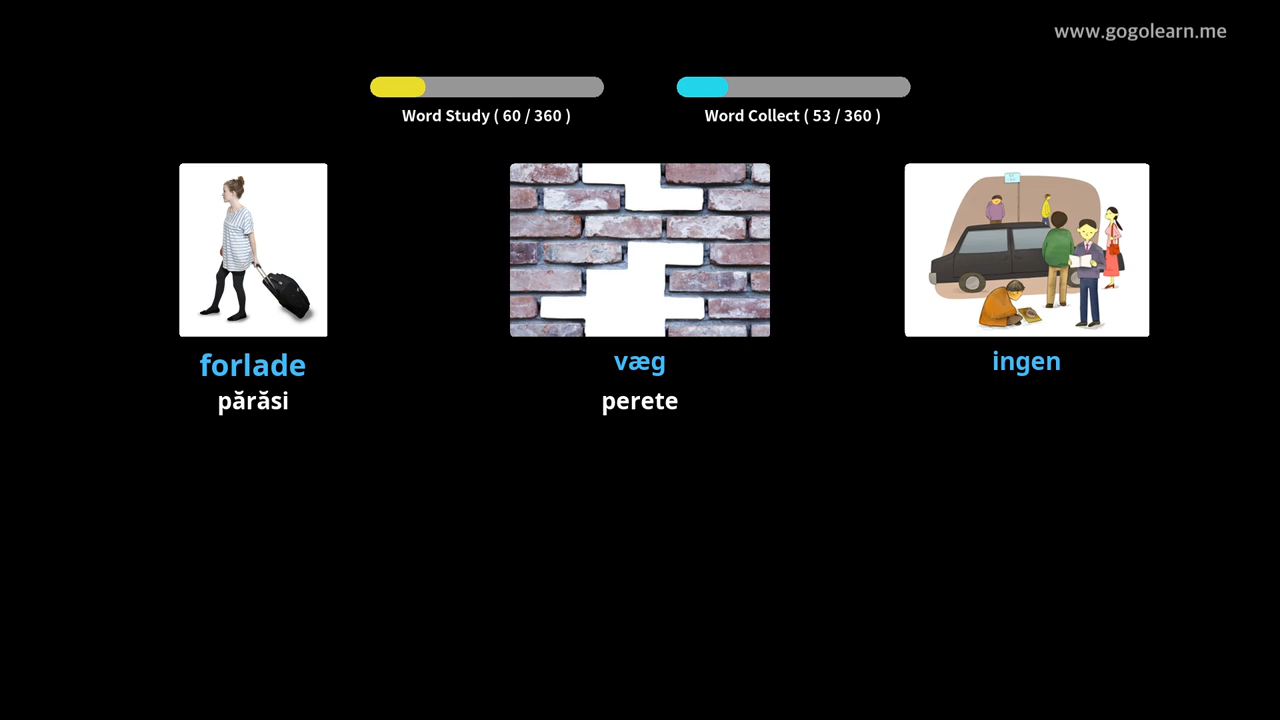 www.gogolearn.me
Word Study ( 60 / 360 )
Word Collect ( 53 / 360 )
forlade
părăsi
væg
perete
ingen